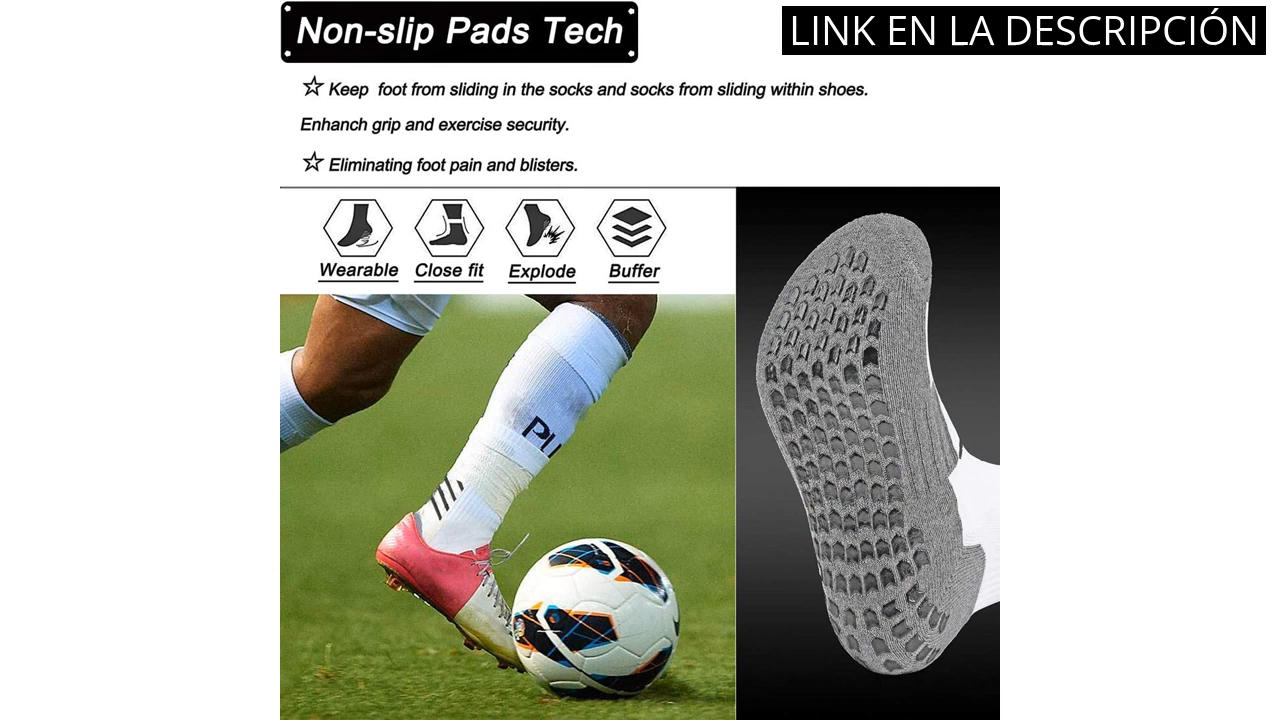 Non-slip Pads Tech
LINK EN LA DESCRIPCIÓN
☆ Keep foot from sliding in the socks and socks from sliding within shoes.
Enhanch grip and exercise security.
☆ Eliminating foot pain and blisters.
Wearable Close fit Explode Buffer
PU